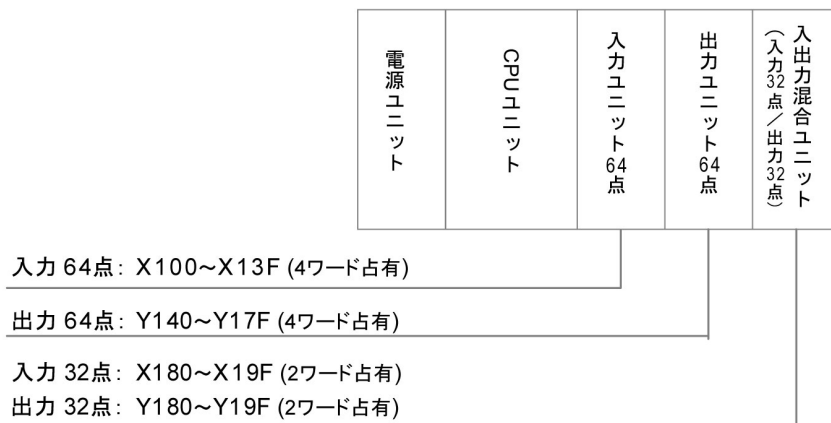 電源ユニット
CPUユニット
入力ユニット64点
出力ユニット64点
入出力混合ユニット
(入力32点/出力32点)
入力 64点: X100~X13F (4ワード占有)
出力 64点: Y140~Y17F (4ワード占有)
入力 32点: X180~X19F (2ワード占有)
出力 32点: Y180~Y19F (2ワード占有)